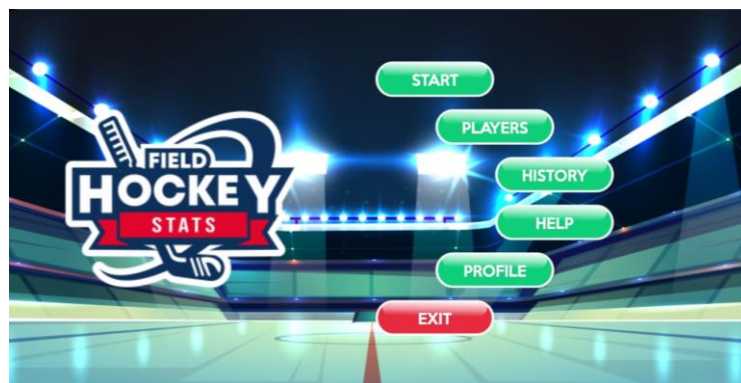 FIELD
HOCKEY
STATS
START
PLAYERS
HISTORY
HELP
PROFILE
EXIT